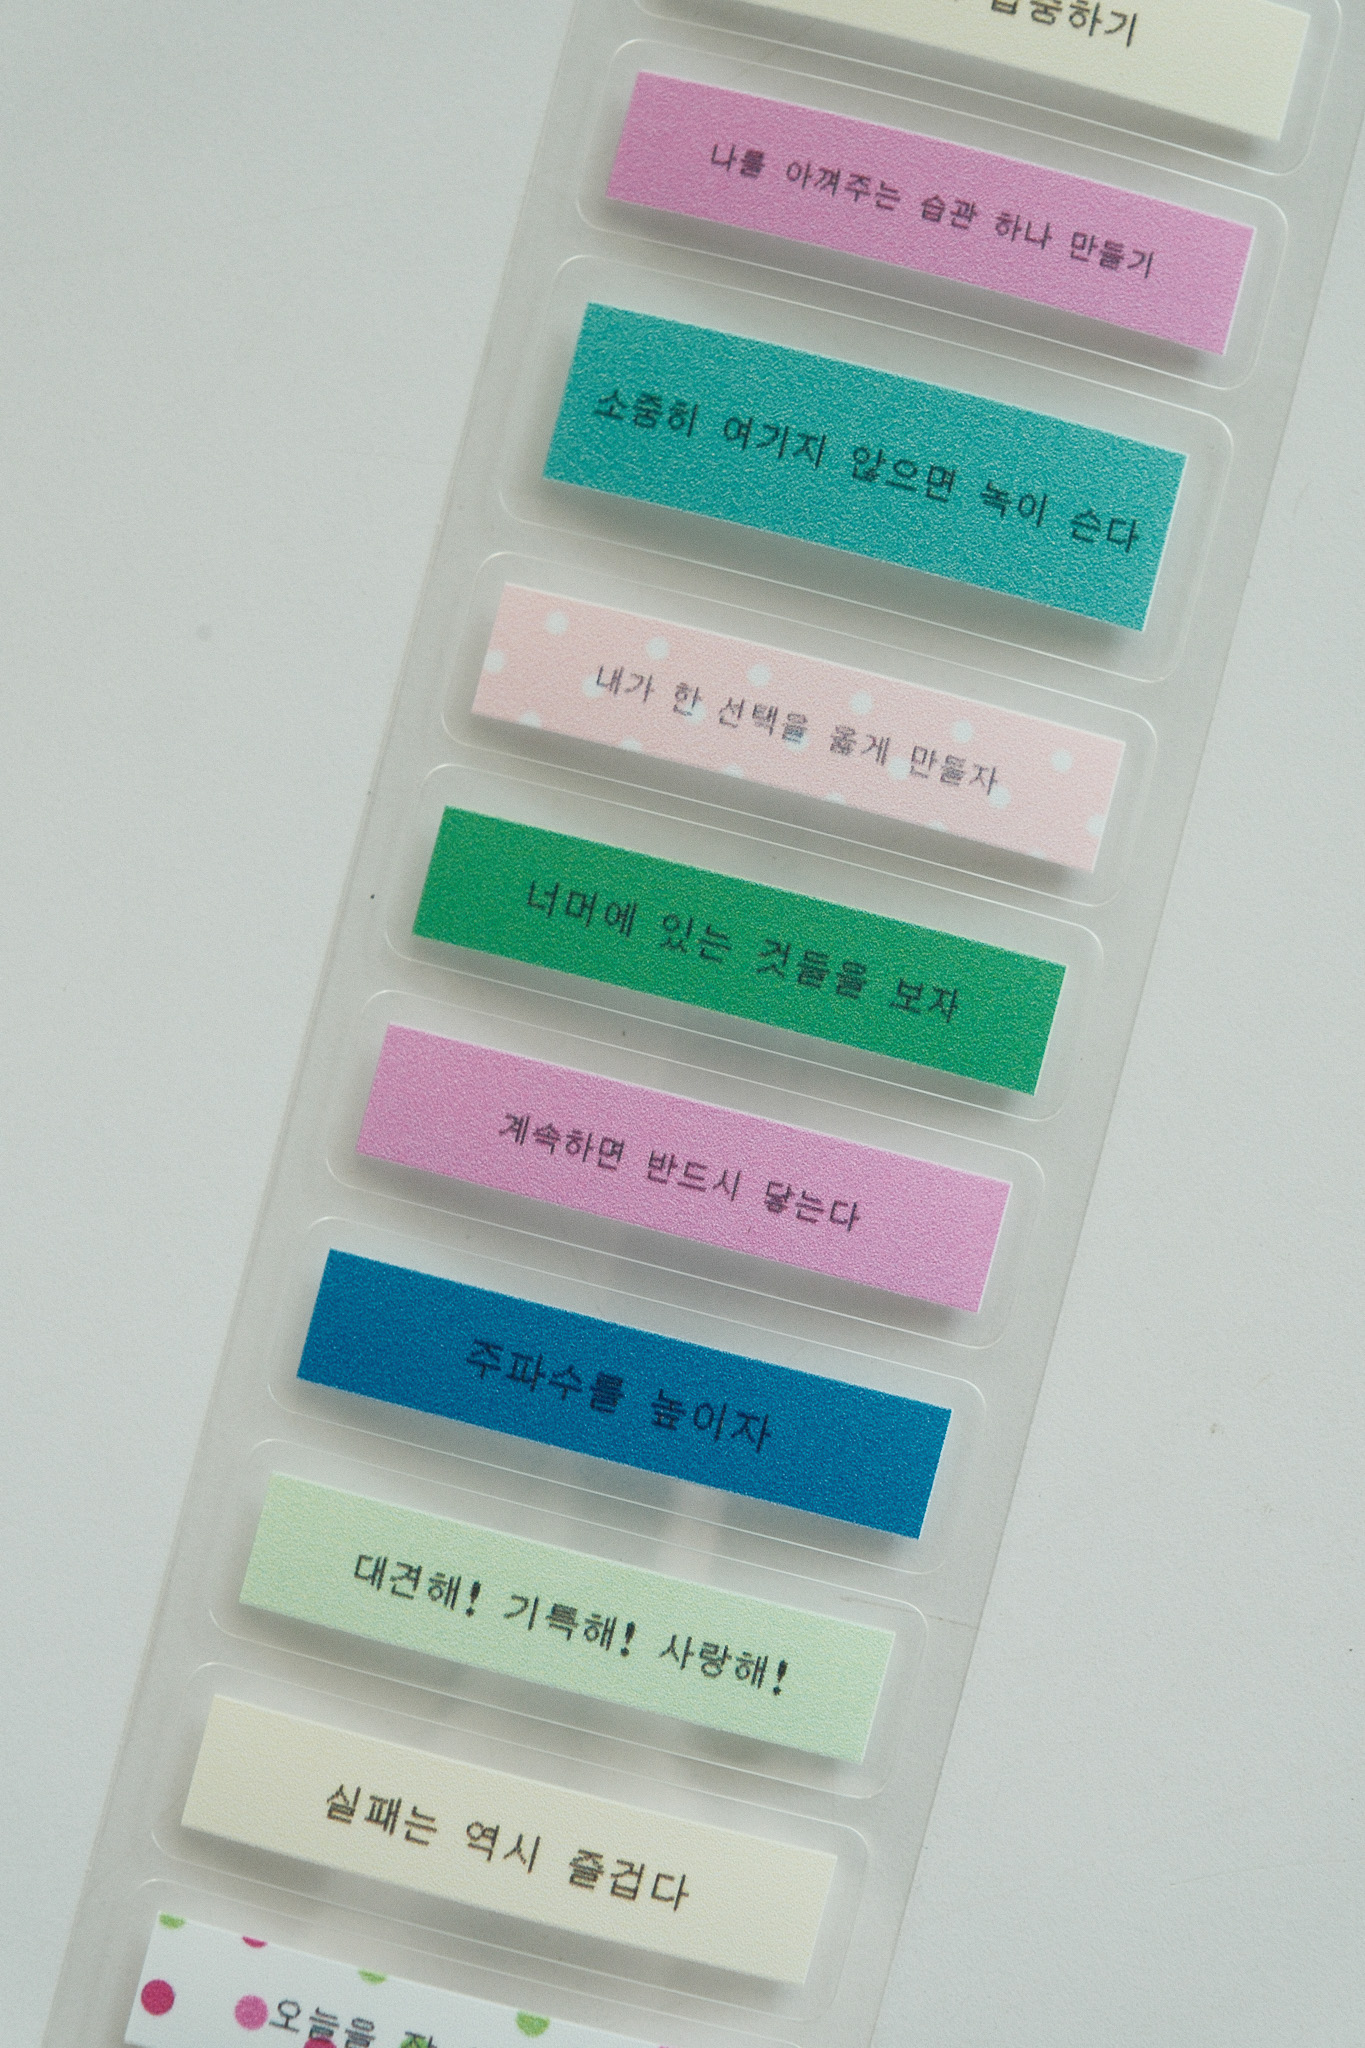 나를 아껴주는 습관 하나 만들기
소중히 여기지 않으면 녹이 슨다
내가 한 선택을 옳게 만들자
너머에 있는 것들을 보자
계속하면 반드시 닿는다
주파수를 높이자
대견해! 기특해! 사랑해!
실패는 역시 즐겁다
오늘을